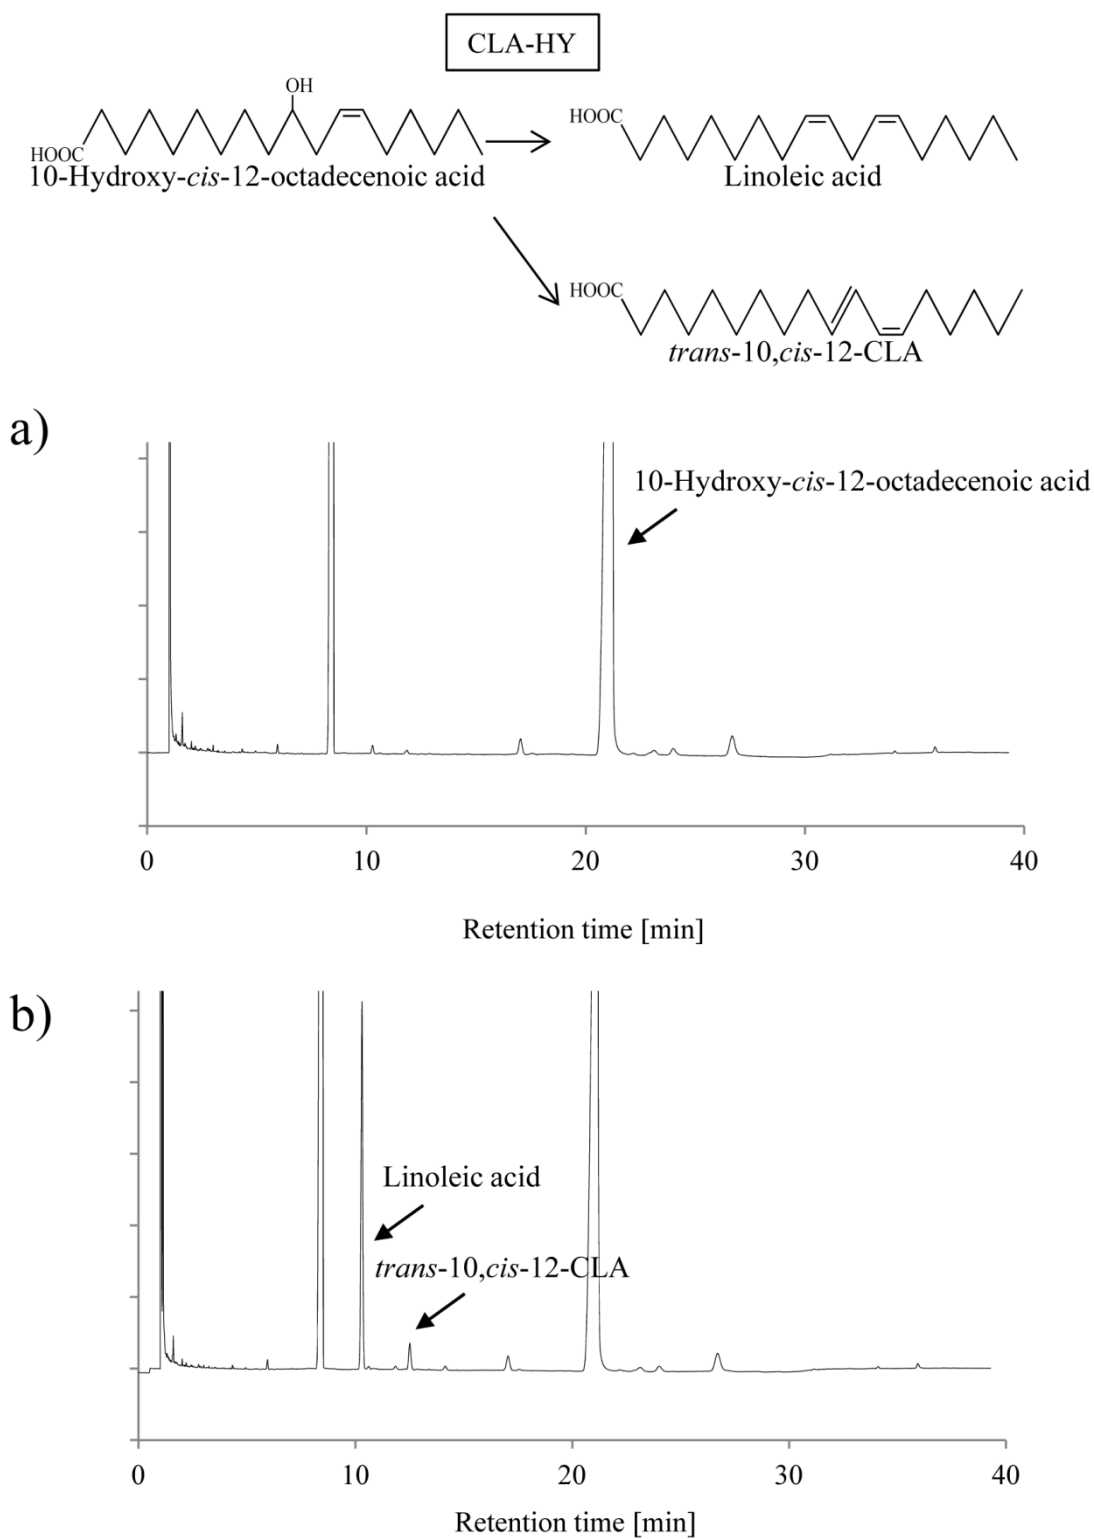 CLA-HY
OH
HOOC
10-Hydroxy-cis-12-octadecenoic acid
HOOC
Linoleic acid
HOOC
trans-10,cis-12-CLA
a)
10-Hydroxy-cis-12-octadecenoic acid
0 10 20 30 40
Retention time [min]
b)
Linoleic acid
trans-10,cis-12-CLA
0 10 20 30 40
Retention time [min]